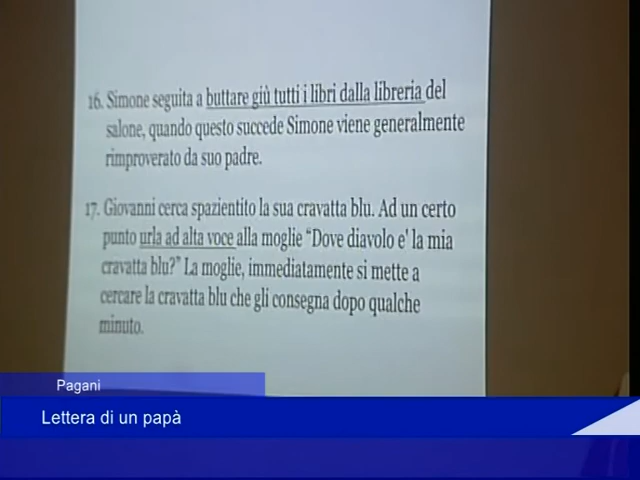 16. Simone seguita a buttare giù tutti i libri dalla libreria del
salone, quando questo succede Simone viene generalmente
rimproverato da suo padre.
17. Giovanni cerca spazientito la sua cravatta blu. Ad un certo
punto urla ad alta voce alla moglie “Dove diavolo e' la mia
cravatta blu?” La moglie, immediatamente si mette a
cercare la cravatta blu che gli consegna dopo qualche
minuto.
Pagani
Lettera di un papà